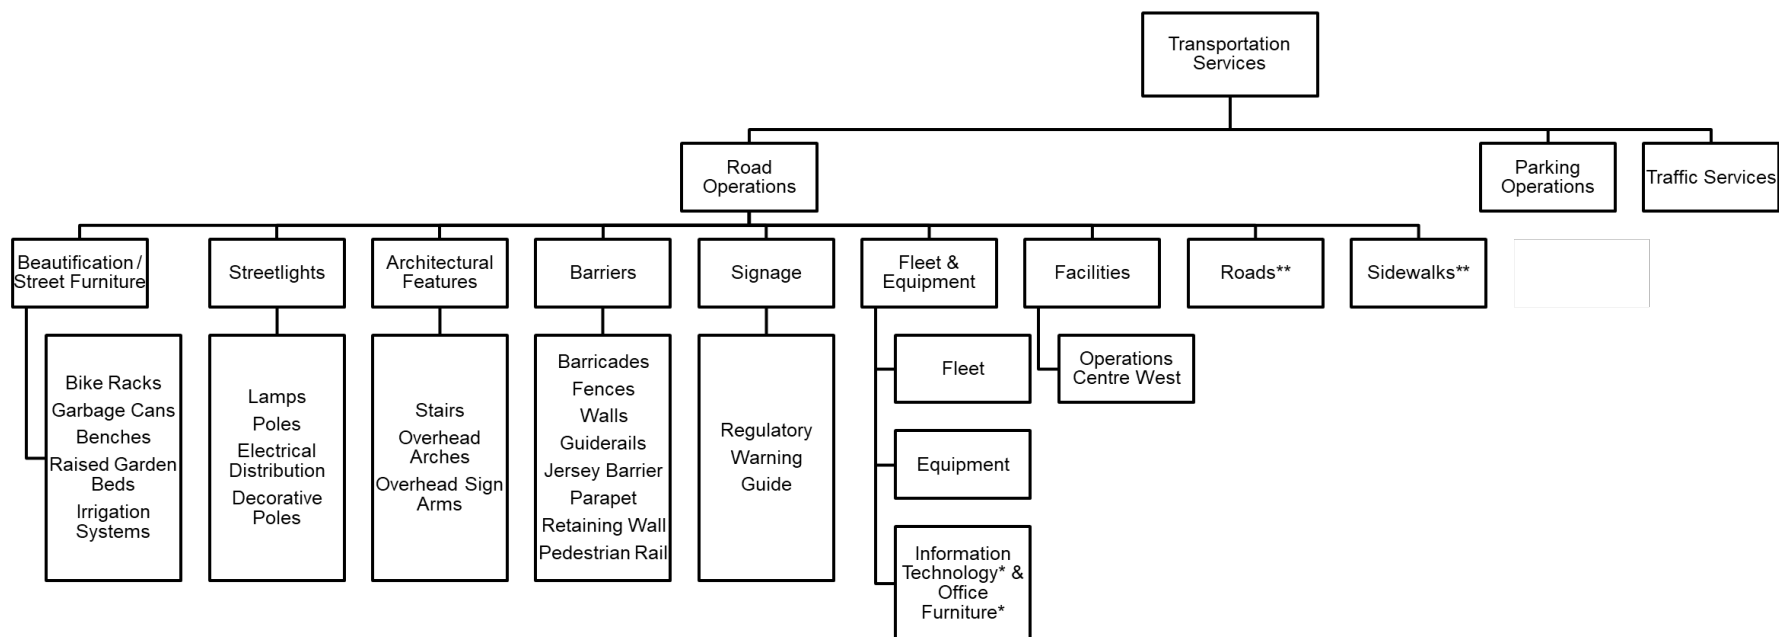 Transportation
Services
Road
Operations
Parking
Operations
Traffic Services
Beautification /
Street Furniture
Streetlights
Architectural
Features
Barriers
Signage
Fleet &
Equipment
Facilities
Roads**
Sidewalks**
Bike Racks
Garbage Cans
Benches
Raised Garden
Beds
Irrigation
Systems
Lamps
Poles
Electrical
Distribution
Decorative
Poles
Stairs
Overhead
Arches
Overhead Sign
Arms
Barricades
Fences
Walls
Guiderails
Jersey Barrier
Parapet
Retaining Wall
Pedestrian Rail
Regulatory
Warning
Guide
Fleet
Equipment
Information
Technology* &
Office
Furniture*
Operations
Centre West